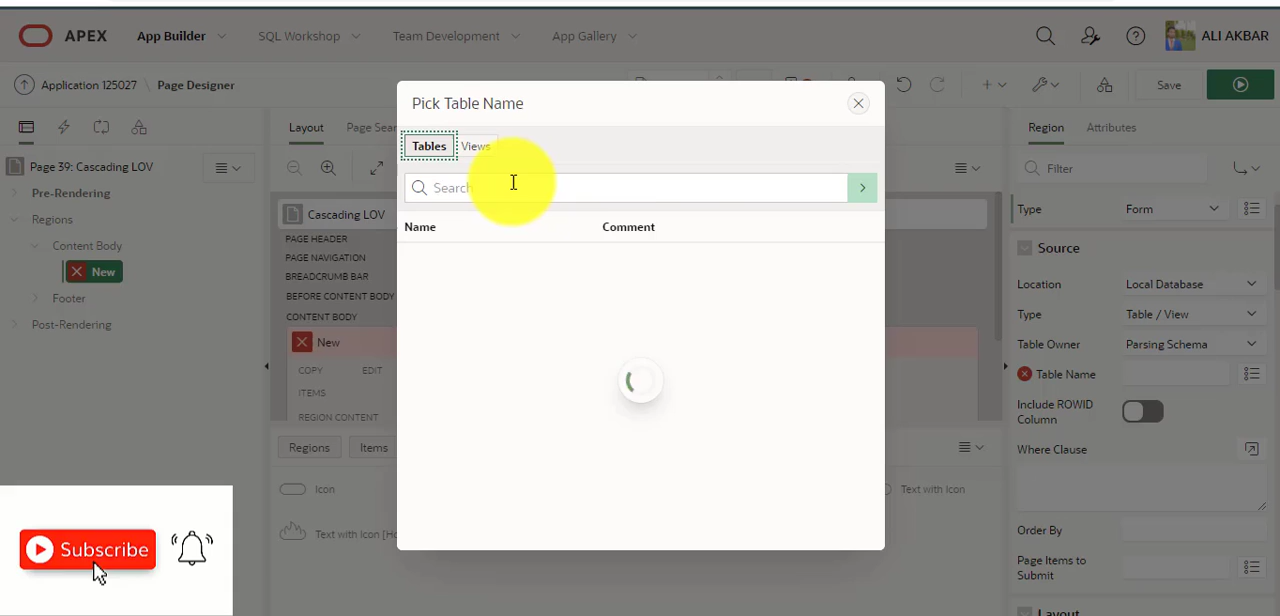 APEX App Builder SQL Workshop Team Development App Gallery ALI AKBAR
Application 125027 \ Page Designer Save
Pick Table Name
Tables Views
Search
Name Comment
Page 39: Cascading LOV
Pre-Rendering
Regions
Content Body
New
Footer
Post-Rendering
Layout Page Sear
Cascading LOV
PAGE HEADER
PAGE NAVIGATION
BREADCRUMB BAR
BEFORE CONTENT BODY
CONTENT BODY
New
COPY EDIT
ITEMS
REGION CONTENT
Regions Items
Icon Text with Icon
Text with Icon [Ho
Region Attributes
Filter
Type Form
Source
Location Local Database
Type Table / View
Table Owner Parsing Schema
Table Name
Include ROWID
Column
Where Clause
Order By
Page Items to
Submit
Layout
Subscribe